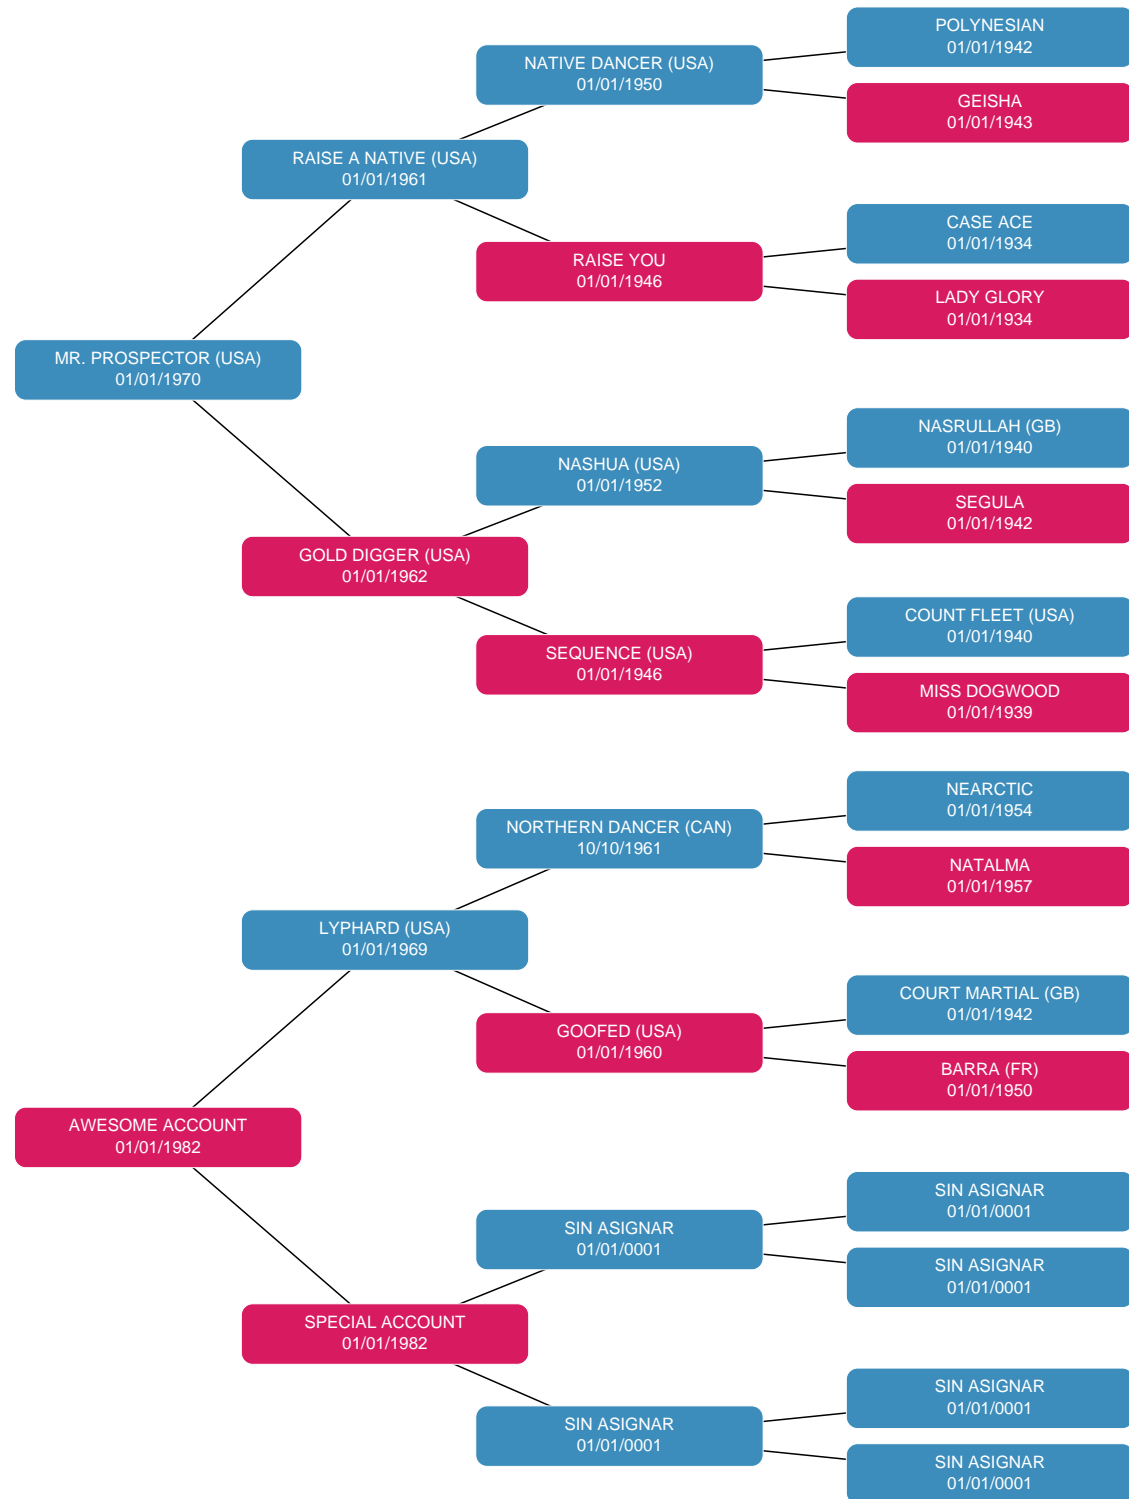 POLYNESIAN
01/01/1942
NATIVE DANCER (USA)
01/01/1950
GEISHA
01/01/1943
RAISE A NATIVE (USA)
01/01/1961
CASE ACE
01/01/1934
RAISE YOU
01/01/1946
LADY GLORY
01/01/1934
MR. PROSPECTOR (USA)
01/01/1970
NASRULLAH (GB)
01/01/1940
NASHUA (USA)
01/01/1952
SEGULA
01/01/1942
GOLD DIGGER (USA)
01/01/1962
COUNT FLEET (USA)
01/01/1940
SEQUENCE (USA)
01/01/1946
MISS DOGWOOD
01/01/1939
NEARCTIC
01/01/1954
NORTHERN DANCER (CAN)
10/10/1961
NATALMA
01/01/1957
LYPHARD (USA)
01/01/1969
COURT MARTIAL (GB)
01/01/1942
GOOFED (USA)
01/01/1960
BARRA (FR)
01/01/1950
AWESOME ACCOUNT
01/01/1982
SIN ASIGNAR
01/01/0001
SIN ASIGNAR
01/01/0001
SIN ASIGNAR
01/01/0001
SPECIAL ACCOUNT
01/01/1982
SIN ASIGNAR
01/01/0001
SIN ASIGNAR
01/01/0001
SIN ASIGNAR
01/01/0001